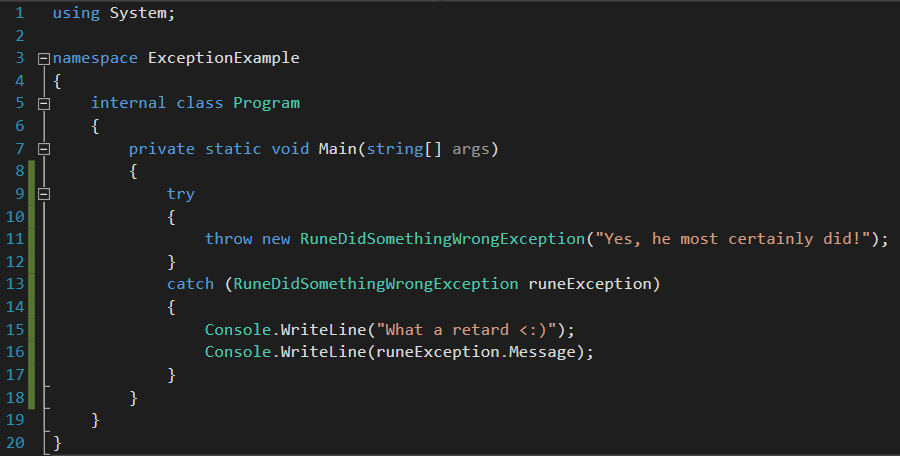 1 using System;
2
3 namespace ExceptionExample
4 {
5 internal class Program
6 {
7 private static void Main(string[] args)
8 {
9 try
10 {
11 throw new RuneDidSomethingWrongException("Yes, he most certainly did!");
12 }
13 catch (RuneDidSomethingWrongException runeException)
14 {
15 Console.WriteLine("What a retard <:)");
16 Console.WriteLine(runeException.Message);
17 }
18 }
19 }
20 }